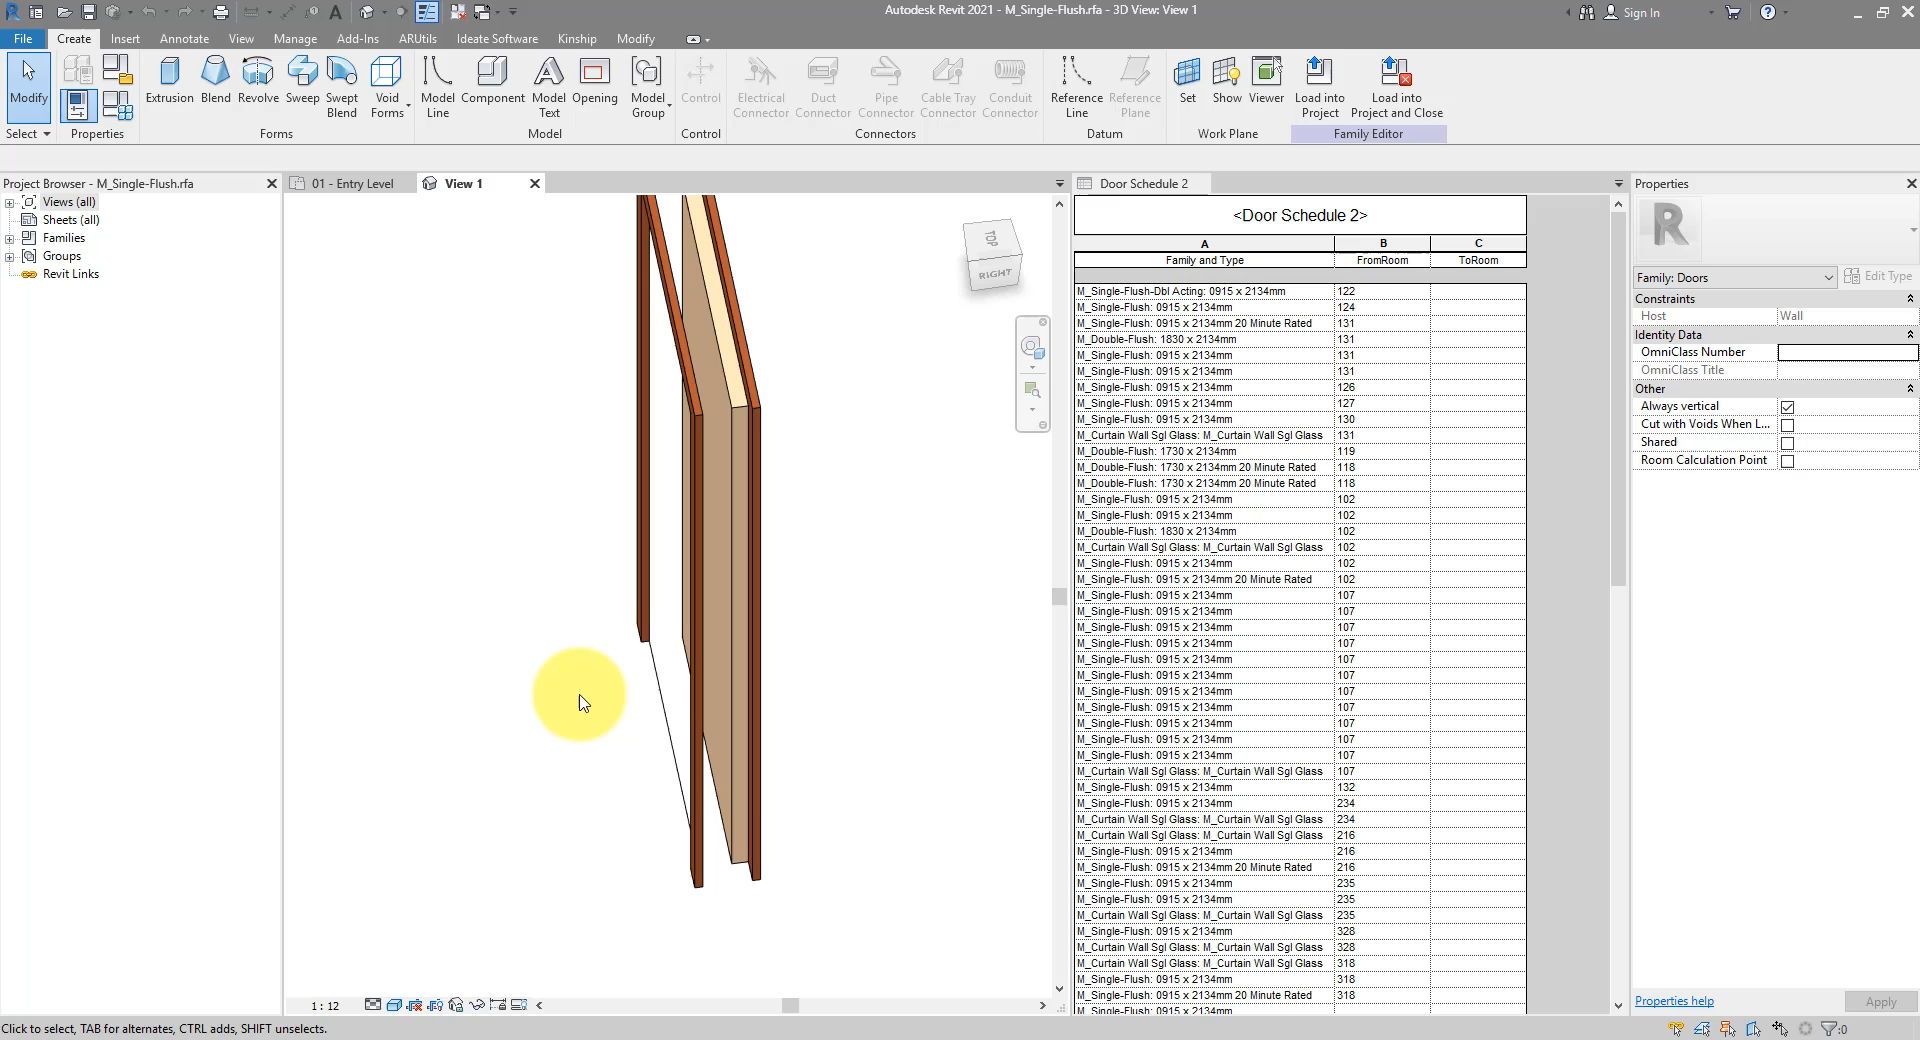 Autodesk Revit 2021 - M_Single-Flush.rfa - 3D View: View 1
Sign In
File Create Insert Annotate View Manage Add-Ins ARUtils Ideate Software Kinship Modify
Modify
Extrusion Blend Revolve Sweep Swept Blend Void Forms
Model Line Component Model Text Opening Model Group
Control
Electrical Connector Duct Connector Pipe Connector Cable Tray Connector Conduit Connector
Reference Line Reference Plane
Set Show Viewer Load into Project Load into Project and Close
Select Properties Forms Model Control Connectors Datum Work Plane Family Editor
Project Browser - M_Single-Flush.rfa
Views (all)
Sheets (all)
Families
Groups
Revit Links
01 - Entry Level
View 1
TOP
RIGHT
1 : 12
Door Schedule 2
<Door Schedule 2>
A B C
Family and Type FromRoom ToRoom
M_Single-Flush-Dbl Acting: 0915 x 2134mm 122
M_Single-Flush: 0915 x 2134mm 124
M_Single-Flush: 0915 x 2134mm 20 Minute Rated 131
M_Double-Flush: 1830 x 2134mm 131
M_Single-Flush: 0915 x 2134mm 131
M_Single-Flush: 0915 x 2134mm 131
M_Single-Flush: 0915 x 2134mm 126
M_Single-Flush: 0915 x 2134mm 127
M_Single-Flush: 0915 x 2134mm 130
M_Curtain Wall Sgl Glass: M_Curtain Wall Sgl Glass 131
M_Double-Flush: 1730 x 2134mm 119
M_Double-Flush: 1730 x 2134mm 20 Minute Rated 118
M_Double-Flush: 1730 x 2134mm 20 Minute Rated 118
M_Single-Flush: 0915 x 2134mm 102
M_Single-Flush: 0915 x 2134mm 102
M_Double-Flush: 1830 x 2134mm 102
M_Curtain Wall Sgl Glass: M_Curtain Wall Sgl Glass 102
M_Single-Flush: 0915 x 2134mm 102
M_Single-Flush: 0915 x 2134mm 20 Minute Rated 102
M_Single-Flush: 0915 x 2134mm 107
M_Single-Flush: 0915 x 2134mm 107
M_Single-Flush: 0915 x 2134mm 107
M_Single-Flush: 0915 x 2134mm 107
M_Single-Flush: 0915 x 2134mm 107
M_Single-Flush: 0915 x 2134mm 107
M_Single-Flush: 0915 x 2134mm 107
M_Single-Flush: 0915 x 2134mm 107
M_Single-Flush: 0915 x 2134mm 107
M_Single-Flush: 0915 x 2134mm 107
M_Single-Flush: 0915 x 2134mm 107
M_Curtain Wall Sgl Glass: M_Curtain Wall Sgl Glass 107
M_Single-Flush: 0915 x 2134mm 132
M_Single-Flush: 0915 x 2134mm 234
M_Curtain Wall Sgl Glass: M_Curtain Wall Sgl Glass 234
M_Curtain Wall Sgl Glass: M_Curtain Wall Sgl Glass 216
M_Single-Flush: 0915 x 2134mm 216
M_Single-Flush: 0915 x 2134mm 20 Minute Rated 216
M_Single-Flush: 0915 x 2134mm 235
M_Single-Flush: 0915 x 2134mm 235
M_Curtain Wall Sgl Glass: M_Curtain Wall Sgl Glass 235
M_Single-Flush: 0915 x 2134mm 328
M_Curtain Wall Sgl Glass: M_Curtain Wall Sgl Glass 328
M_Curtain Wall Sgl Glass: M_Curtain Wall Sgl Glass 318
M_Single-Flush: 0915 x 2134mm 318
M_Single-Flush: 0915 x 2134mm 20 Minute Rated 318
M_Single-Flush: 0915 x 2134mm
Properties
R
Family: Doors Edit Type
Constraints
Host Wall
Identity Data
OmniClass Number
OmniClass Title
Other
Always vertical
Cut with Voids When L...
Shared
Room Calculation Point
Properties help Apply
Click to select, TAB for alternates, CTRL adds, SHIFT unselects.
:0